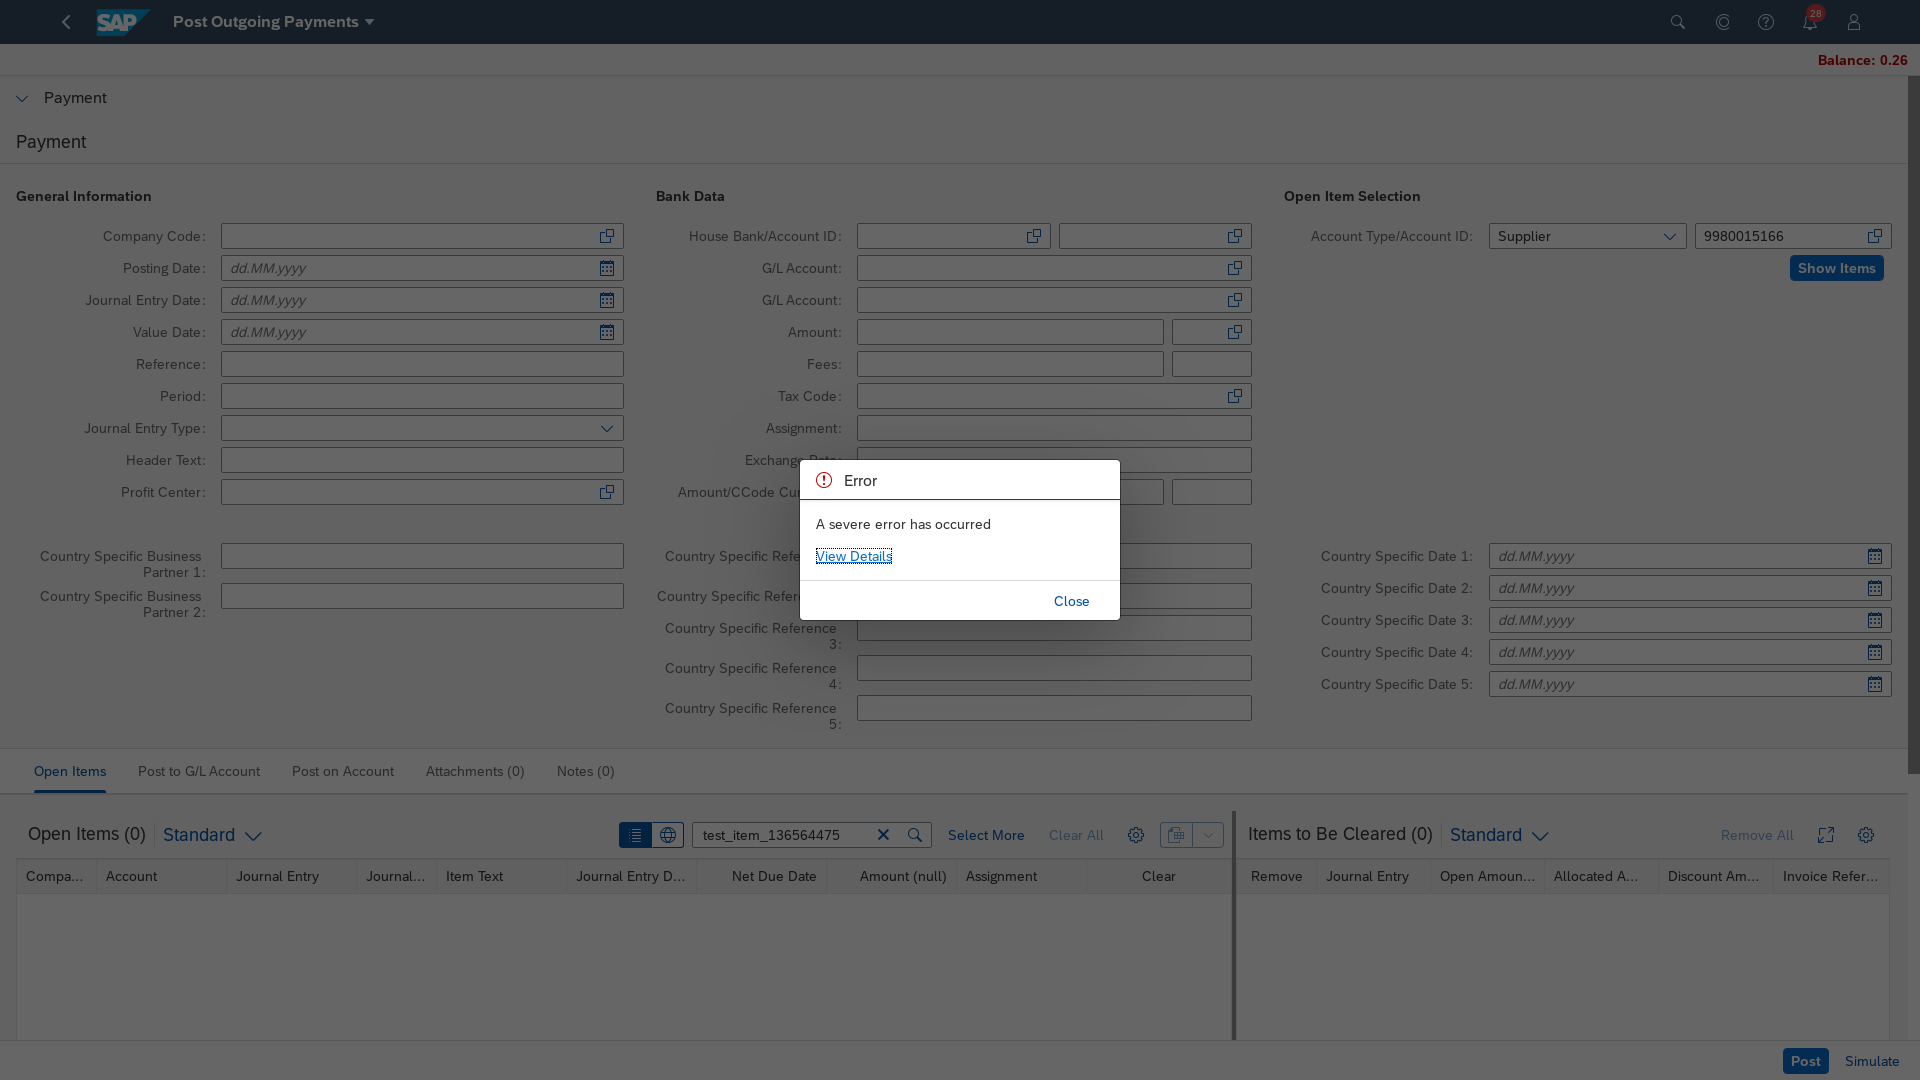 SAP
Post Outgoing Payments
28
Balance: 0.26
Payment
Payment
General Information
Bank Data
Open Item Selection
Company Code:
House Bank/Account ID:
Account Type/Account ID:
Supplier
9980015166
Posting Date:
dd.MM.yyyy
G/L Account:
Show Items
Journal Entry Date:
dd.MM.yyyy
G/L Account:
Value Date:
dd.MM.yyyy
Amount:
Reference:
Fees:
Period:
Tax Code:
Journal Entry Type:
Assignment:
Header Text:
Exchange
Profit Center:
Amount/CCode
Error
A severe error has occurred
View Details
Close
Country Specific Business
Partner 1:
Country Specific
Country Specific Date 1:
dd.MM.yyyy
Country Specific Business
Partner 2:
Country Specific
Country Specific Date 2:
dd.MM.yyyy
Country Specific Reference
3:
Country Specific Date 3:
dd.MM.yyyy
Country Specific Reference
4:
Country Specific Date 4:
dd.MM.yyyy
Country Specific Date 5:
dd.MM.yyyy
Country Specific Reference
5:
Open Items
Post to G/L Account
Post on Account
Attachments (0)
Notes (0)
Open Items (0)
Standard
test_item_136564475
Select More
Clear All
Items to Be Cleared (0)
Standard
Remove All
Compa...
Account
Journal Entry
Journal...
Item Text
Journal Entry D...
Net Due Date
Amount (null)
Assignment
Clear
Remove
Journal Entry
Open Amoun...
Allocated A...
Discount Am...
Invoice Refer...
Post
Simulate